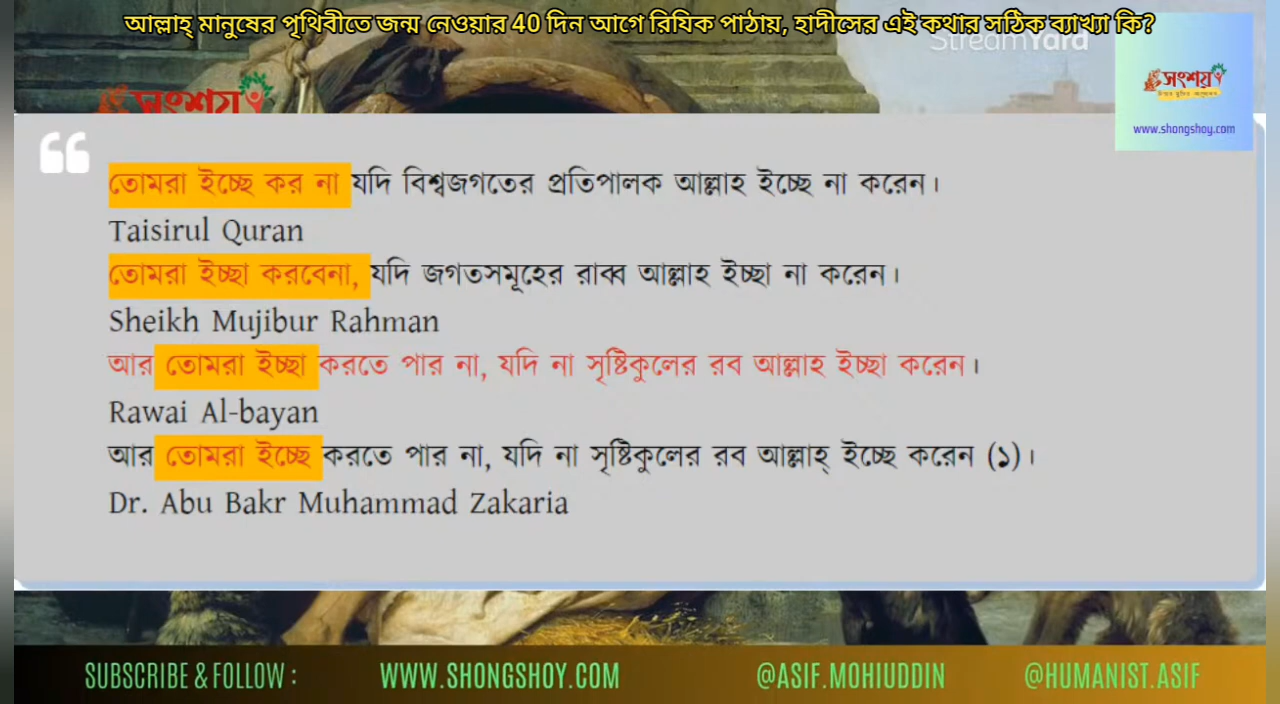 আল্লাহ্ মানুষের পৃথিবীতে জন্ম নেওয়ার 40 দিন আগে রিযিক পাঠায়, হাদীসের এই কথার সঠিক ব্যাখ্যা কি?
StreamYard
সংশয়
সংশয়
www.shongshoy.com
“
তোমরা ইচ্ছে কর না যদি বিশ্বজগতের প্রতিপালক আল্লাহ ইচ্ছে না করেন।
Taisirul Quran
তোমরা ইচ্ছা করবেনা, যদি জগতসমূহের রাব্ব আল্লাহ ইচ্ছা না করেন।
Sheikh Mujibur Rahman
আর তোমরা ইচ্ছা করতে পার না, যদি না সৃষ্টিকুলের রব আল্লাহ ইচ্ছা করেন।
Rawai Al-bayan
আর তোমরা ইচ্ছে করতে পার না, যদি না সৃষ্টিকুলের রব আল্লাহ্ ইচ্ছে করেন (১)।
Dr. Abu Bakr Muhammad Zakaria
SUBSCRIBE & FOLLOW : WWW.SHONGSHOY.COM @ASIF.MOHIUDDIN @HUMANIST.ASIF